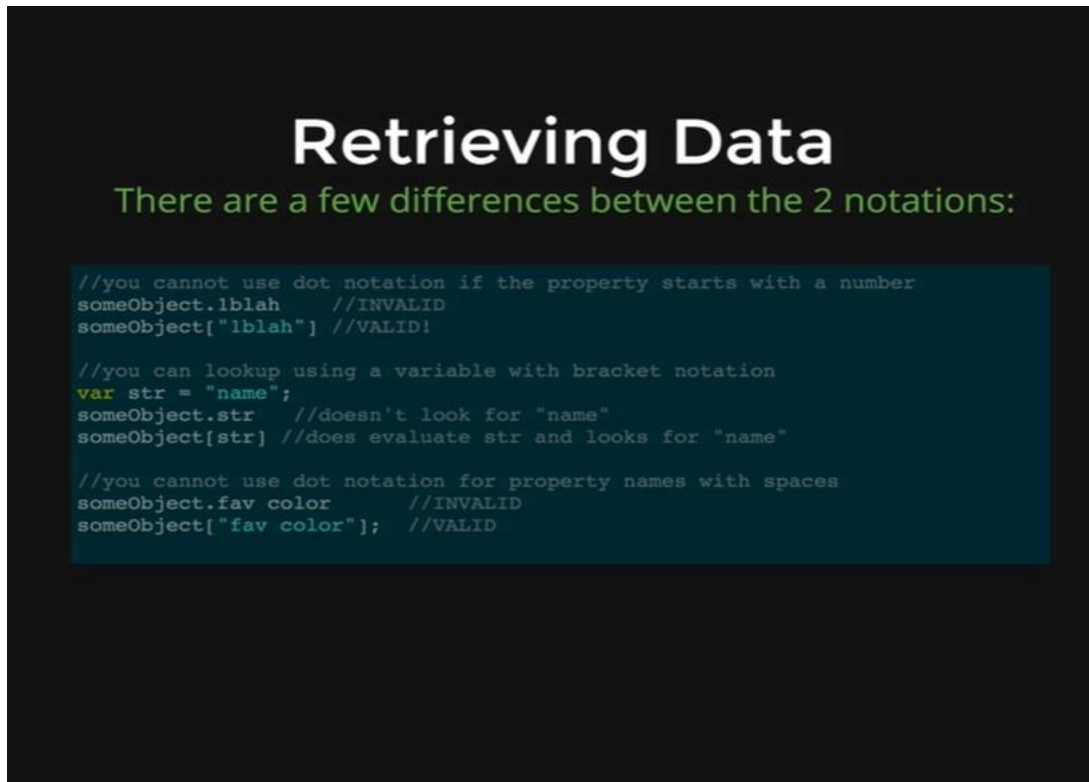 Retrieving Data
There are a few differences between the 2 notations:
//you cannot use dot notation if the property starts with a number
someObject.1blah    //INVALID
someObject["1blah"] //VALID!
//you can lookup using a variable with bracket notation
var str = "name";
someObject.str   //doesn't look for "name"
someObject[str] //does evaluate str and looks for "name"
//you cannot use dot notation for property names with spaces
someObject.fav color      //INVALID
someObject["fav color"];  //VALID